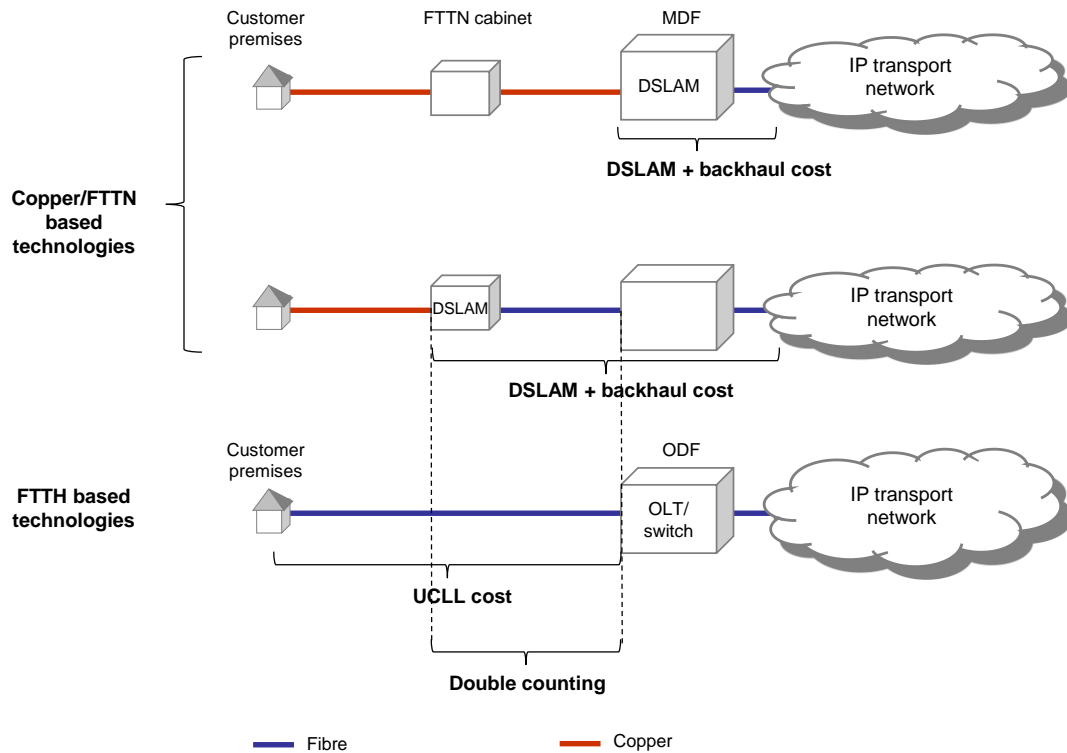 Customer
premises
FTTN cabinet
MDF
DSLAM
IP transport
network
DSLAM + backhaul cost
Copper/FTTN
based
technologies
DSLAM
IP transport
network
DSLAM + backhaul cost
Customer
premises
ODF
FTTH based
technologies
OLT/
switch
IP transport
network
UCLL cost
Double counting
Fibre
Copper